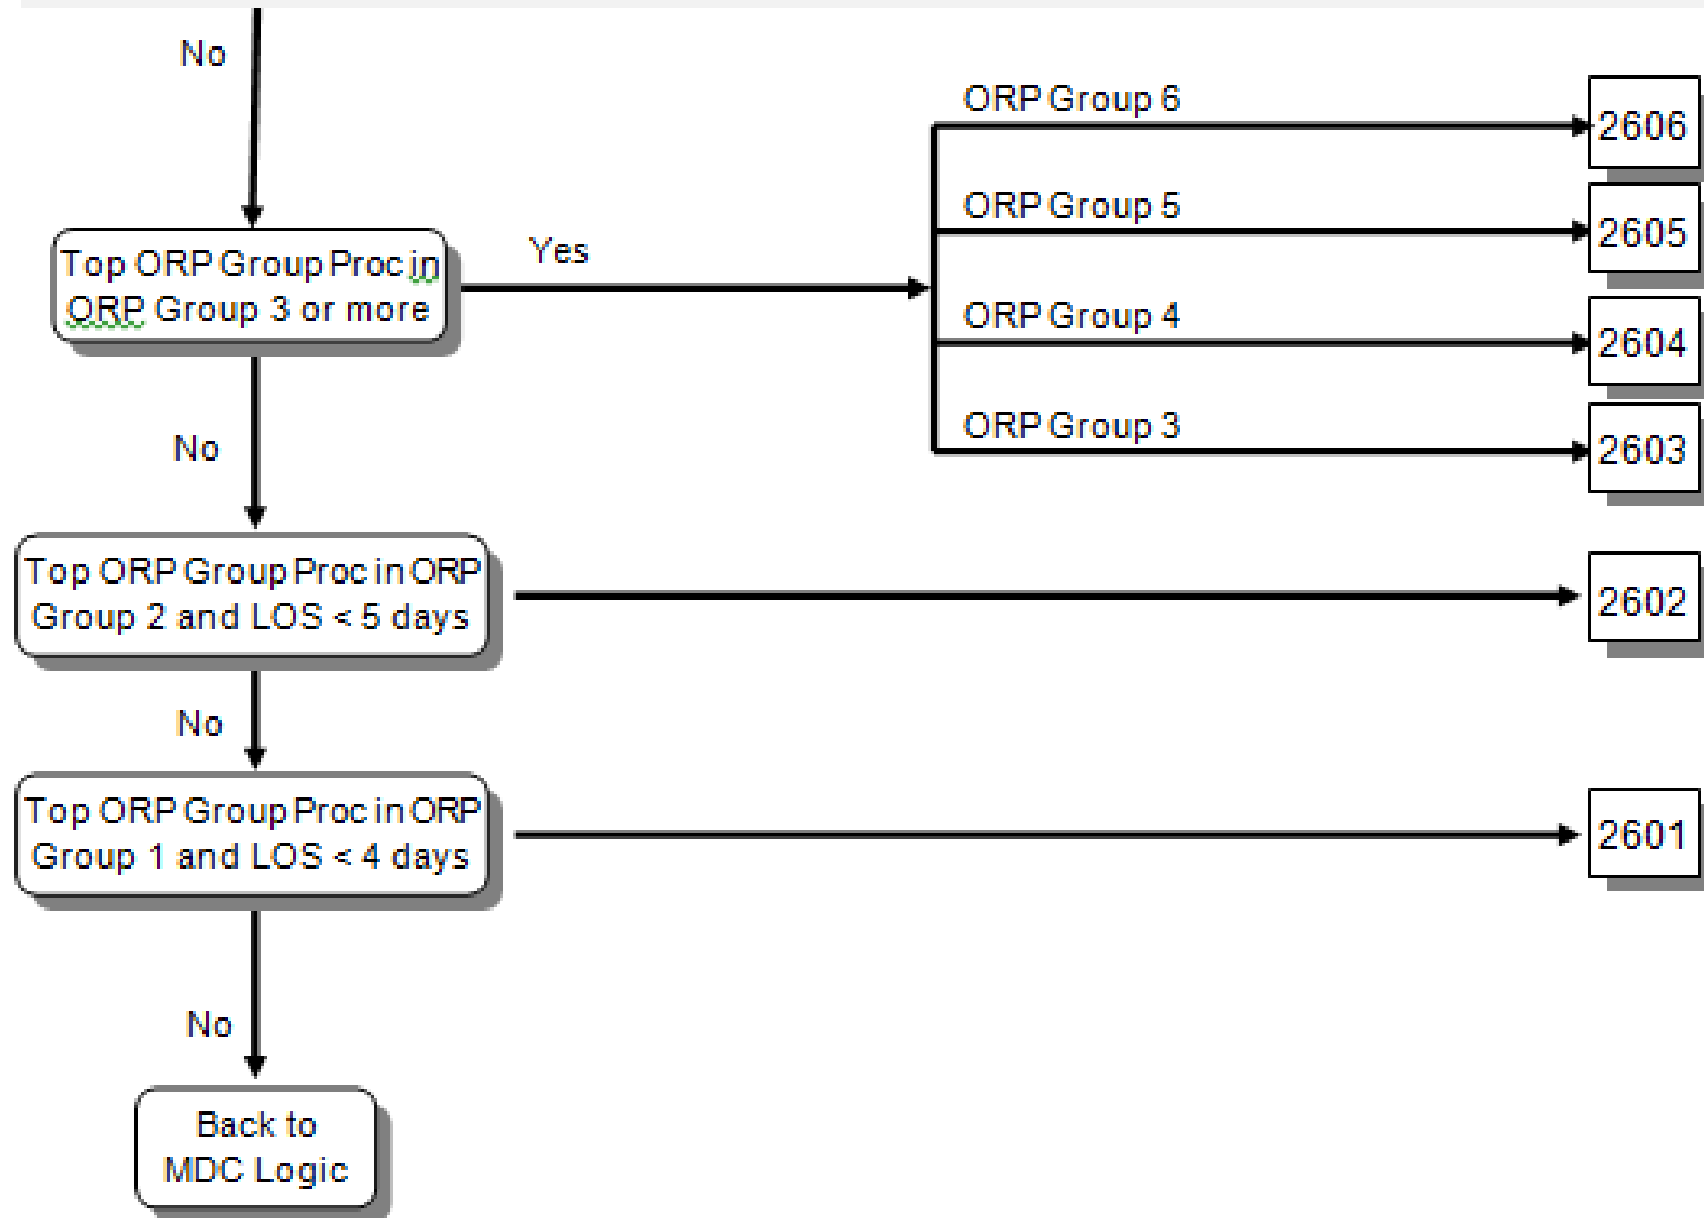 No
ORP Group 6
2606
ORP Group 5
2605
Top ORP Group Proc in
ORP Group 3 or more
Yes
ORP Group 4
2604
ORP Group 3
2603
No
Top ORP Group Proc in ORP
Group 2 and LOS < 5 days
2602
No
Top ORP Group Proc in ORP
Group 1 and LOS < 4 days
2601
No
Back to
MDC Logic